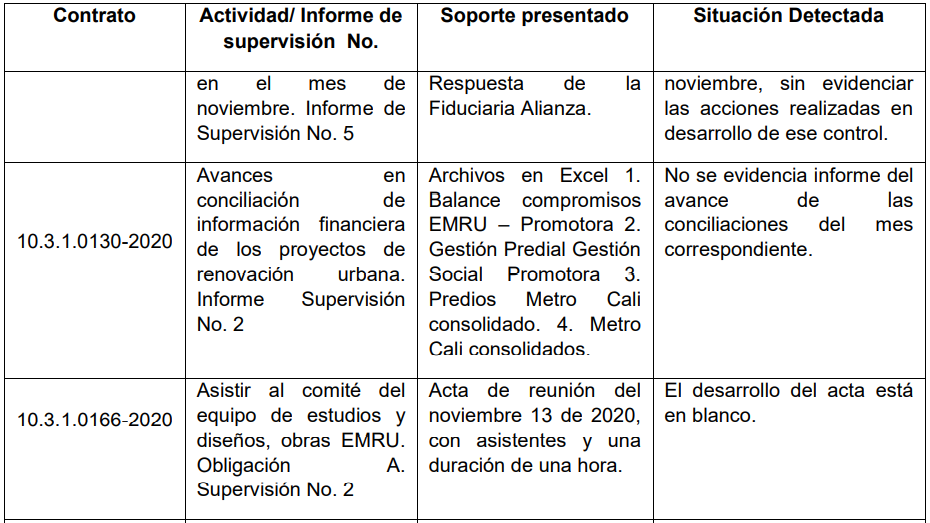 Contrato
Actividad/ Informe de
supervisión No.
Soporte presentado
Situación Detectada
en el mes de
noviembre. Informe de
Supervisión No. 5
Respuesta de la
Fiduciaria Alianza.
noviembre, sin evidenciar
las acciones realizadas en
desarrollo de ese control.
10.3.1.0130-2020
Avances en
conciliación de
información financiera
de los proyectos de
renovación urbana.
Informe Supervisión
No. 2
Archivos en Excel 1.
Balance compromisos
EMRU – Promotora 2.
Gestión Predial Gestión
Social Promotora 3.
Predios Metro Cali
consolidado. 4. Metro
Cali consolidados.
No se evidencia informe del
avance de las
conciliaciones del mes
correspondiente.
10.3.1.0166-2020
Asistir al comité del
equipo de estudios y
diseños, obras EMRU.
Obligación A.
Supervisión No. 2
Acta de reunión del
noviembre 13 de 2020,
con asistentes y una
duración de una hora.
El desarrollo del acta está
en blanco.